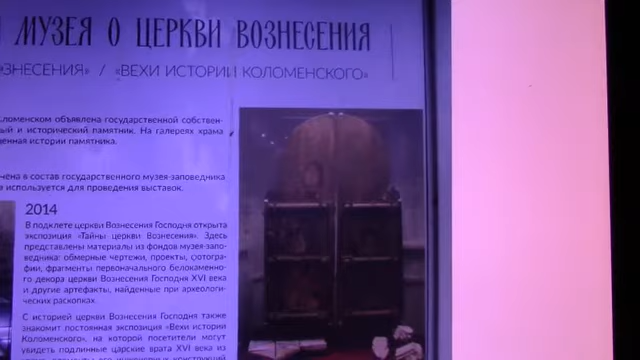 МУЗЕЯ О ЦЕРКВИ ВОЗНЕСЕНИЯ
ОЗНЕСЕНИЯ» / «ВЕХИ ИСТОРИИ КОЛОМЕНСКОГО»
коломенском объявлена государственной собствен-
ный и исторический памятник. На галереях храма
истории памятника.
в состав государственного музея-заповедника
используется для проведения выставок.
2014
В подклете церкви Вознесения Господня открыта
экспозиция «Тайны церкви Вознесения». Здесь
представлены материалы из фондов музея-запо-
ведника: обмерные чертежи, проекты, фотогра-
фии, фрагменты первоначального белокаменно-
го декора церкви Вознесения Господня XVI века
и другие артефакты, найденные при археологи-
ческих раскопках.
С историей церкви Вознесения Господня также
знакомит постоянная экспозиция «Вехи истории
Коломенского», на которой посетители могут
увидеть подлинные царские врата XVI века из